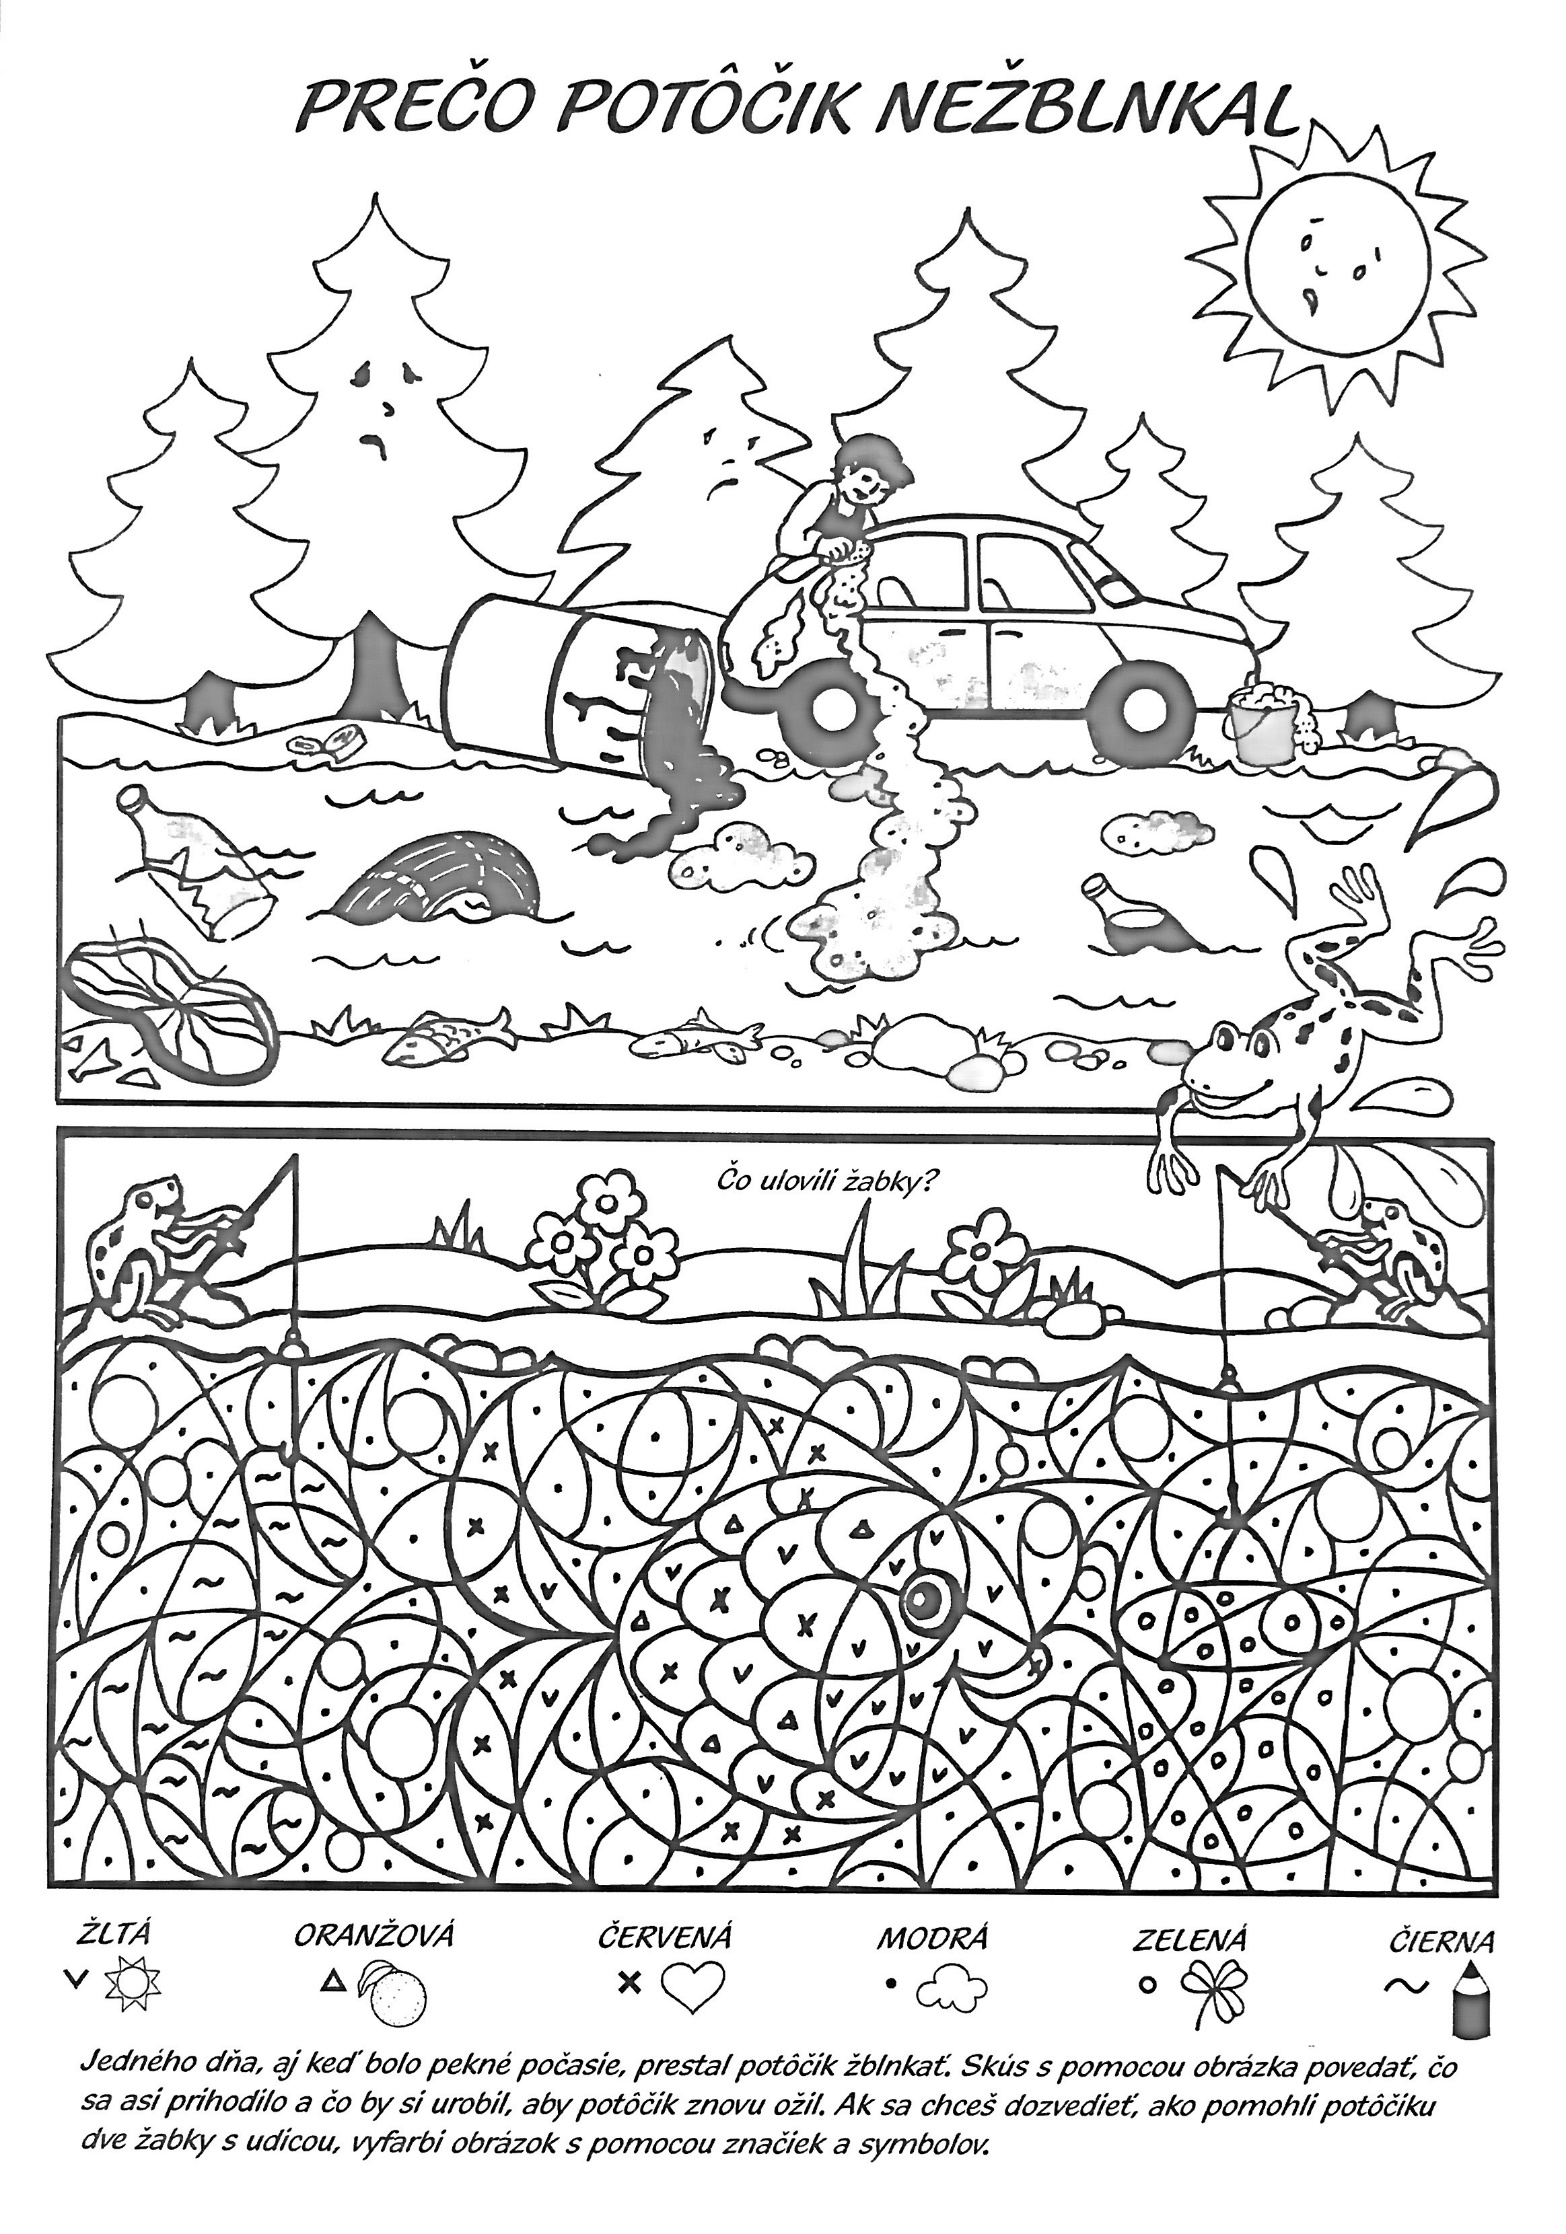 PREČO POTÔČIK NEŽBLNKAL
Čo ulovili žabky?
ŽLTÁ ORANŽOVÁ ČERVENÁ MODRÁ ZELENÁ ČIERNA
Jedného dňa, aj keď bolo pekné počasie, prestal potôčik žblnkať. Skús s pomocou obrázka povedať, čo
sa asi prihodilo a čo by si urobil, aby potôčik znovu ožil. Ak sa chceš dozvedieť, ako pomohli potôčiku
dve žabky s udicou, vyfarbi obrázok s pomocou značiek a symbolov.